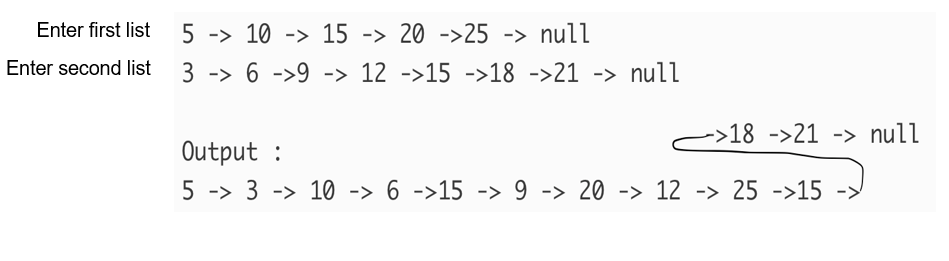 Enter first list 5 -> 10 -> 15 -> 20 ->25 -> null
Enter second list 3 -> 6 ->9 -> 12 ->15 ->18 ->21 -> null
Output :
5 -> 3 -> 10 -> 6 ->15 -> 9 -> 20 -> 12 -> 25 ->15 ->
->18 ->21 -> null